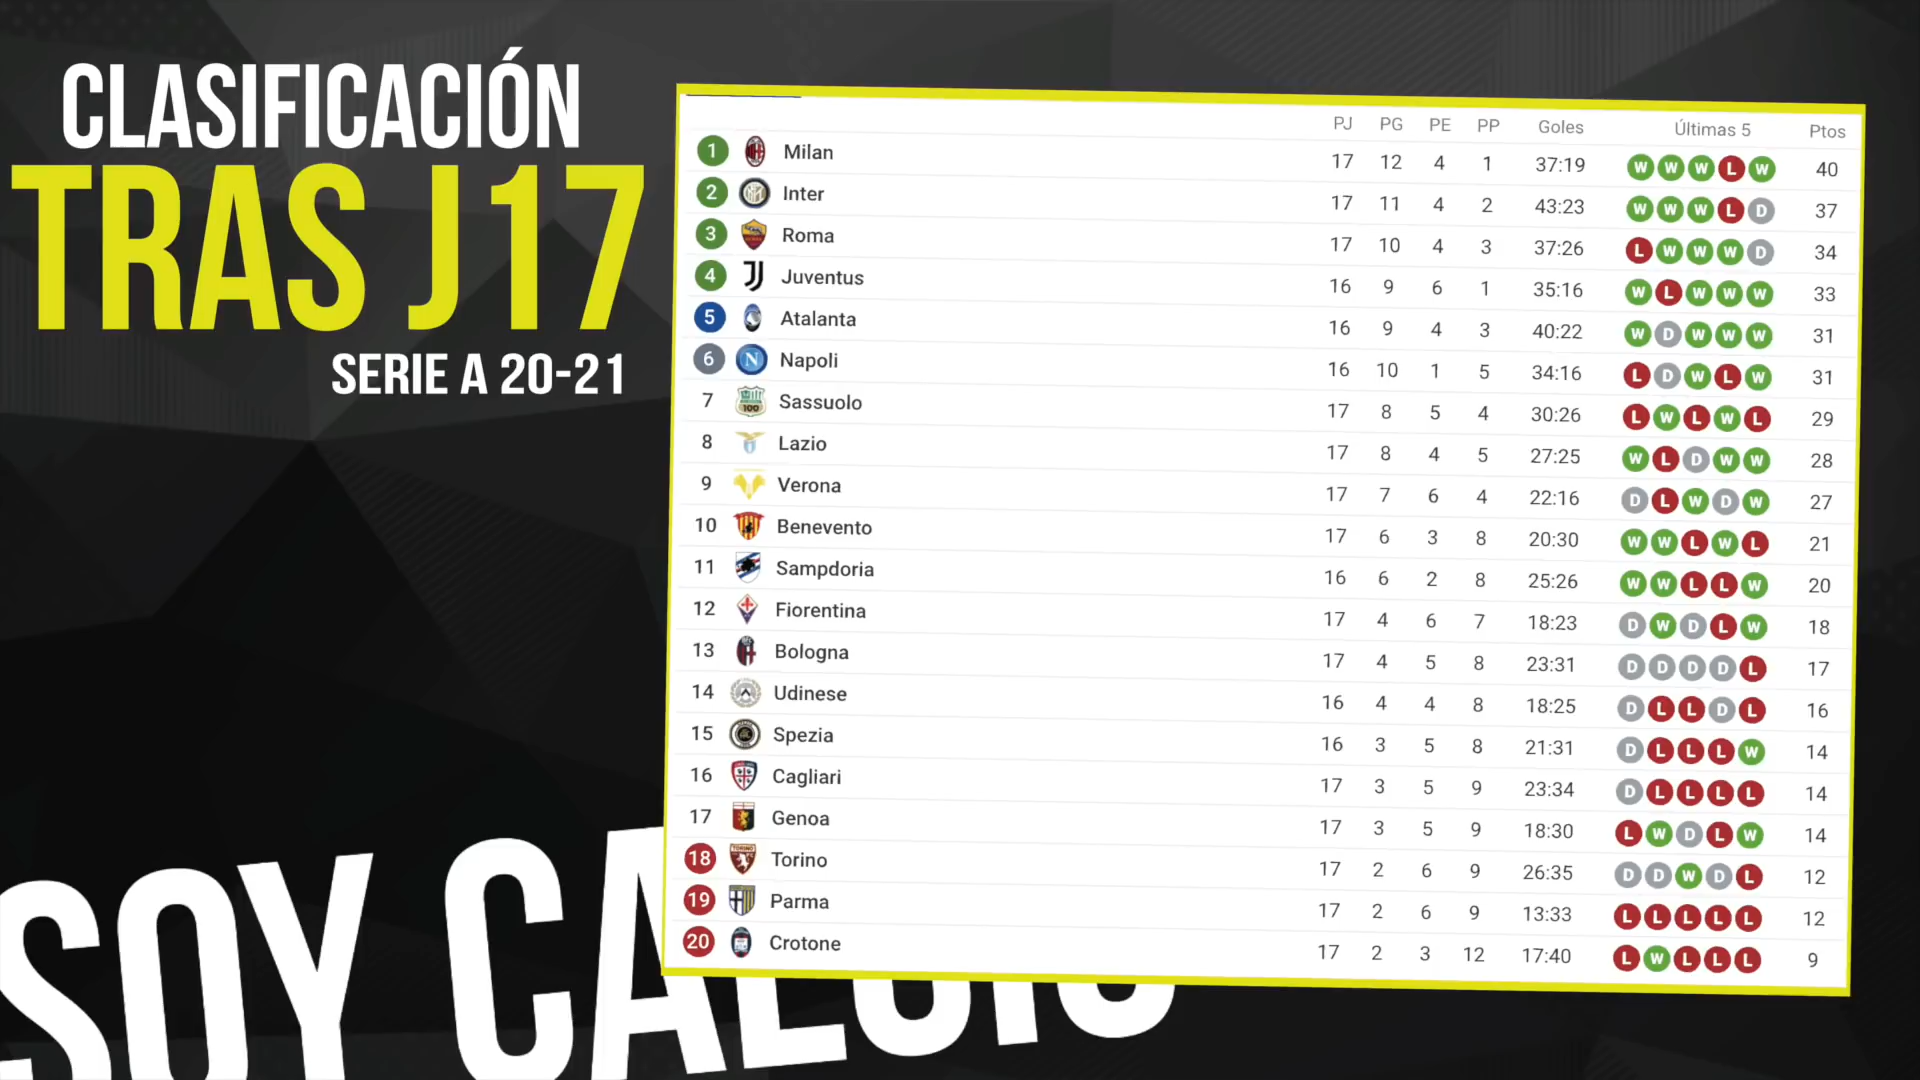 CLASIFICACIÓN
TRAS J17
SERIE A 20-21
PJ PG PE PP Goles Últimas 5 Ptos
1 Milan 17 12 4 1 37:19 W W W L W 40
2 Inter 17 11 4 2 43:23 W W W L D 37
3 Roma 17 10 4 3 37:26 L W W W D 34
4 Juventus 16 9 6 1 35:16 W L W W W 33
5 Atalanta 16 9 4 3 40:22 W D W W W 31
6 Napoli 16 10 1 5 34:16 L D W L W 31
7 Sassuolo 17 8 5 4 30:26 L W L W L 29
8 Lazio 17 8 4 5 27:25 W L D W W 28
9 Verona 17 7 6 4 22:16 D L W D W 27
10 Benevento 17 6 3 8 20:30 W W L W L 21
11 Sampdoria 16 6 2 8 25:26 W W L L W 20
12 Fiorentina 17 4 6 7 18:23 D W D L W 18
13 Bologna 17 4 5 8 23:31 D D D D L 17
14 Udinese 16 4 4 8 18:25 D L L D L 16
15 Spezia 16 3 5 8 21:31 D L L L W 14
16 Cagliari 17 3 5 9 23:34 D L L L L 14
17 Genoa 17 3 5 9 18:30 L W D L W 14
18 Torino 17 2 6 9 26:35 D D W D L 12
19 Parma 17 2 6 9 13:33 L L L L L 12
20 Crotone 17 2 3 12 17:40 L W L L L 9
SOY CALCIO